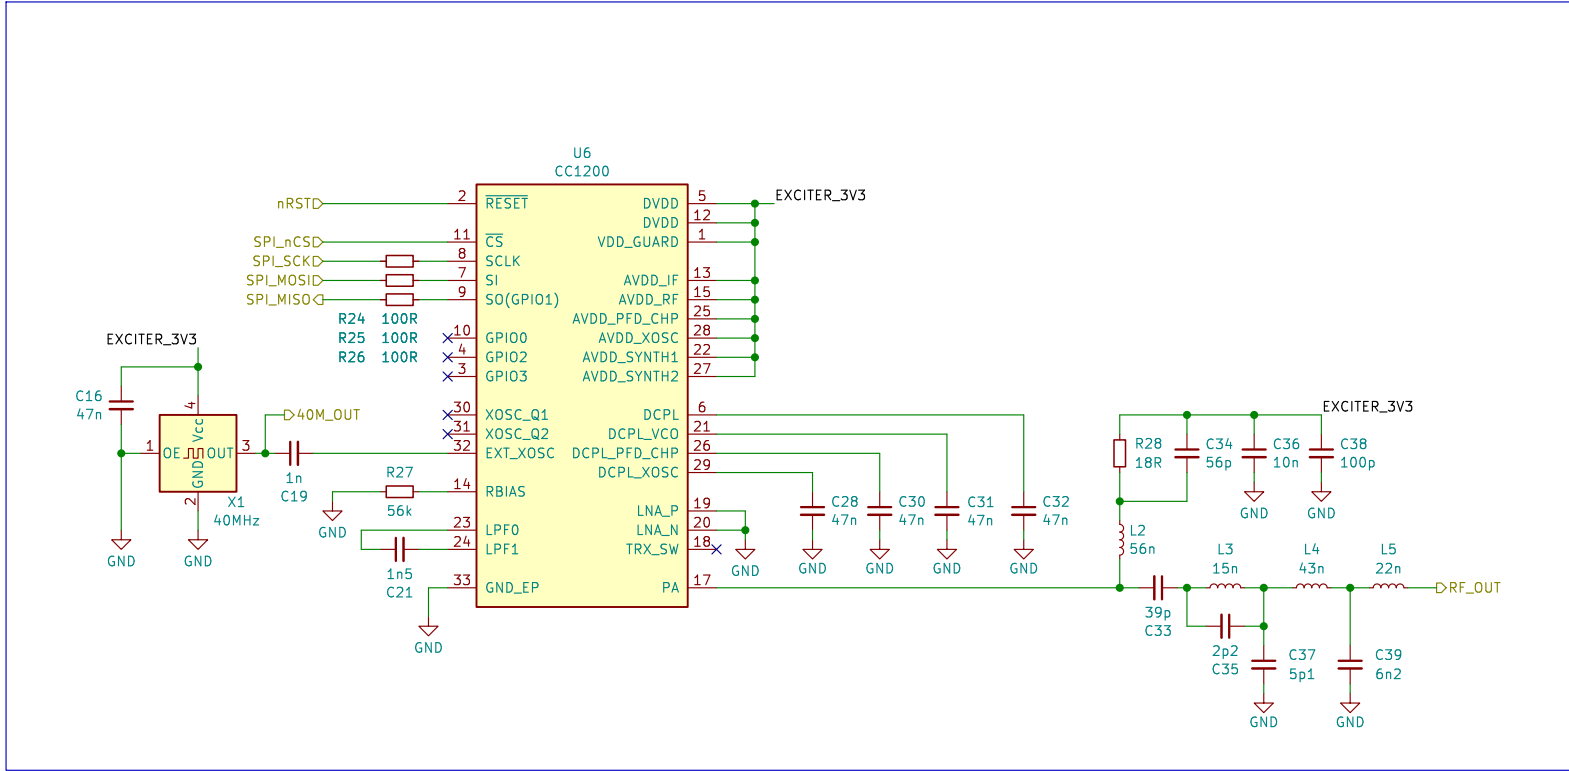 U6
CC1200
nRST
SPI_nCS
SPI_SCK
SPI_MOSI
SPI_MISO
R24 100R
R25 100R
R26 100R
2 RESET
11 CS
8 SCLK
7 SI
9 SO(GPIO1)
10 GPIO0
4 GPIO2
3 GPIO3
30 XOSC_Q1
31 XOSC_Q2
32 EXT_XOSC
14 RBIAS
23 LPF0
24 LPF1
33 GND_EP
DVDD 5
DVDD 12
VDD_GUARD 1
AVDD_IF 13
AVDD_RF 15
AVDD_PFD_CHP 25
AVDD_XOSC 28
AVDD_SYNTH1 22
AVDD_SYNTH2 27
DCPL 6
DCPL_VCO 21
DCPL_PFD_CHP 26
DCPL_XOSC 29
LNA_P 19
LNA_N 20
TRX_SW 18
PA 17
EXCITER_3V3
EXCITER_3V3
C16
47n
4
Vcc
1 OE OUT 3
GND
2
X1
40MHz
GND
GND
40M_OUT
1n
C19
R27
56k
GND
1n5
C21
GND
GND
C28
47n
GND
C30
47n
GND
C31
47n
GND
C32
47n
GND
EXCITER_3V3
R28
18R
C34
56p
C36
10n
GND
C38
100p
GND
L2
56n
39p
C33
L3
15n
2p2
C35
C37
5p1
GND
L4
43n
C39
6n2
GND
L5
22n
RF_OUT